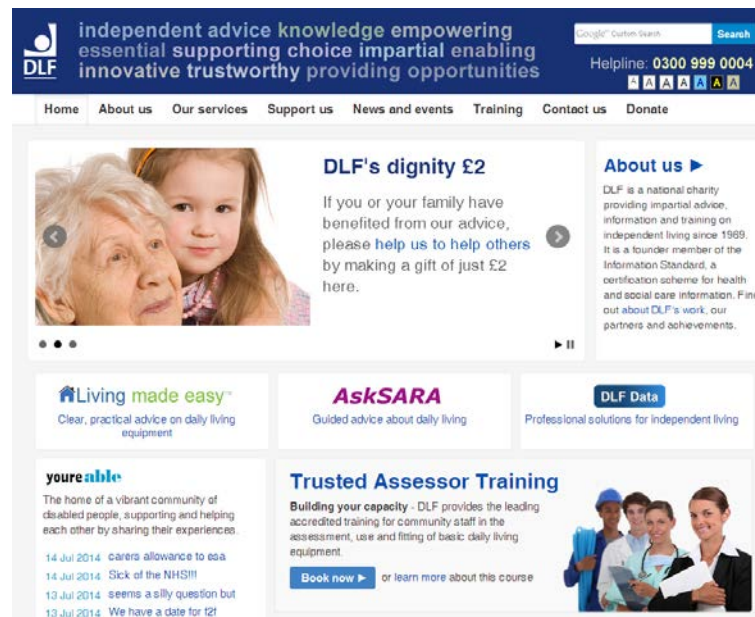 independent advice knowledge empowering
essential supporting choice impartial enabling
innovative trustworthy providing opportunities
DLF
Google™ Custom Search
Search
Helpline: 0300 999 0004
A A A A A A A
Home About us Our services Support us News and events Training Contact us Donate
DLF's dignity £2
If you or your family have
benefited from our advice,
please help us to help others
by making a gift of just £2
here.
About us
DLF is a national charity
providing impartial advice,
information and training on
independent living since 1969.
It is a founder member of the
Information Standard, a
certification scheme for health
and social care information. Fin
out about DLF's work, our
partners and achievements.
Living made easy™
Clear, practical advice on daily living
equipment
AskSARA
Guided advice about daily living
DLF Data
Professional solutions for independent living
youreable
The home of a vibrant community of
disabled people, supporting and helping
each other by sharing their experiences.
14 Jul 2014 carers allowance to esa
14 Jul 2014 Sick of the NHS!!!
13 Jul 2014 seems a silly question but
13 Jul 2014 We have a date for f2f
Trusted Assessor Training
Building your capacity - DLF provides the leading
accredited training for community staff in the
assessment, use and fitting of basic daily living
equipment.
Book now or learn more about this course